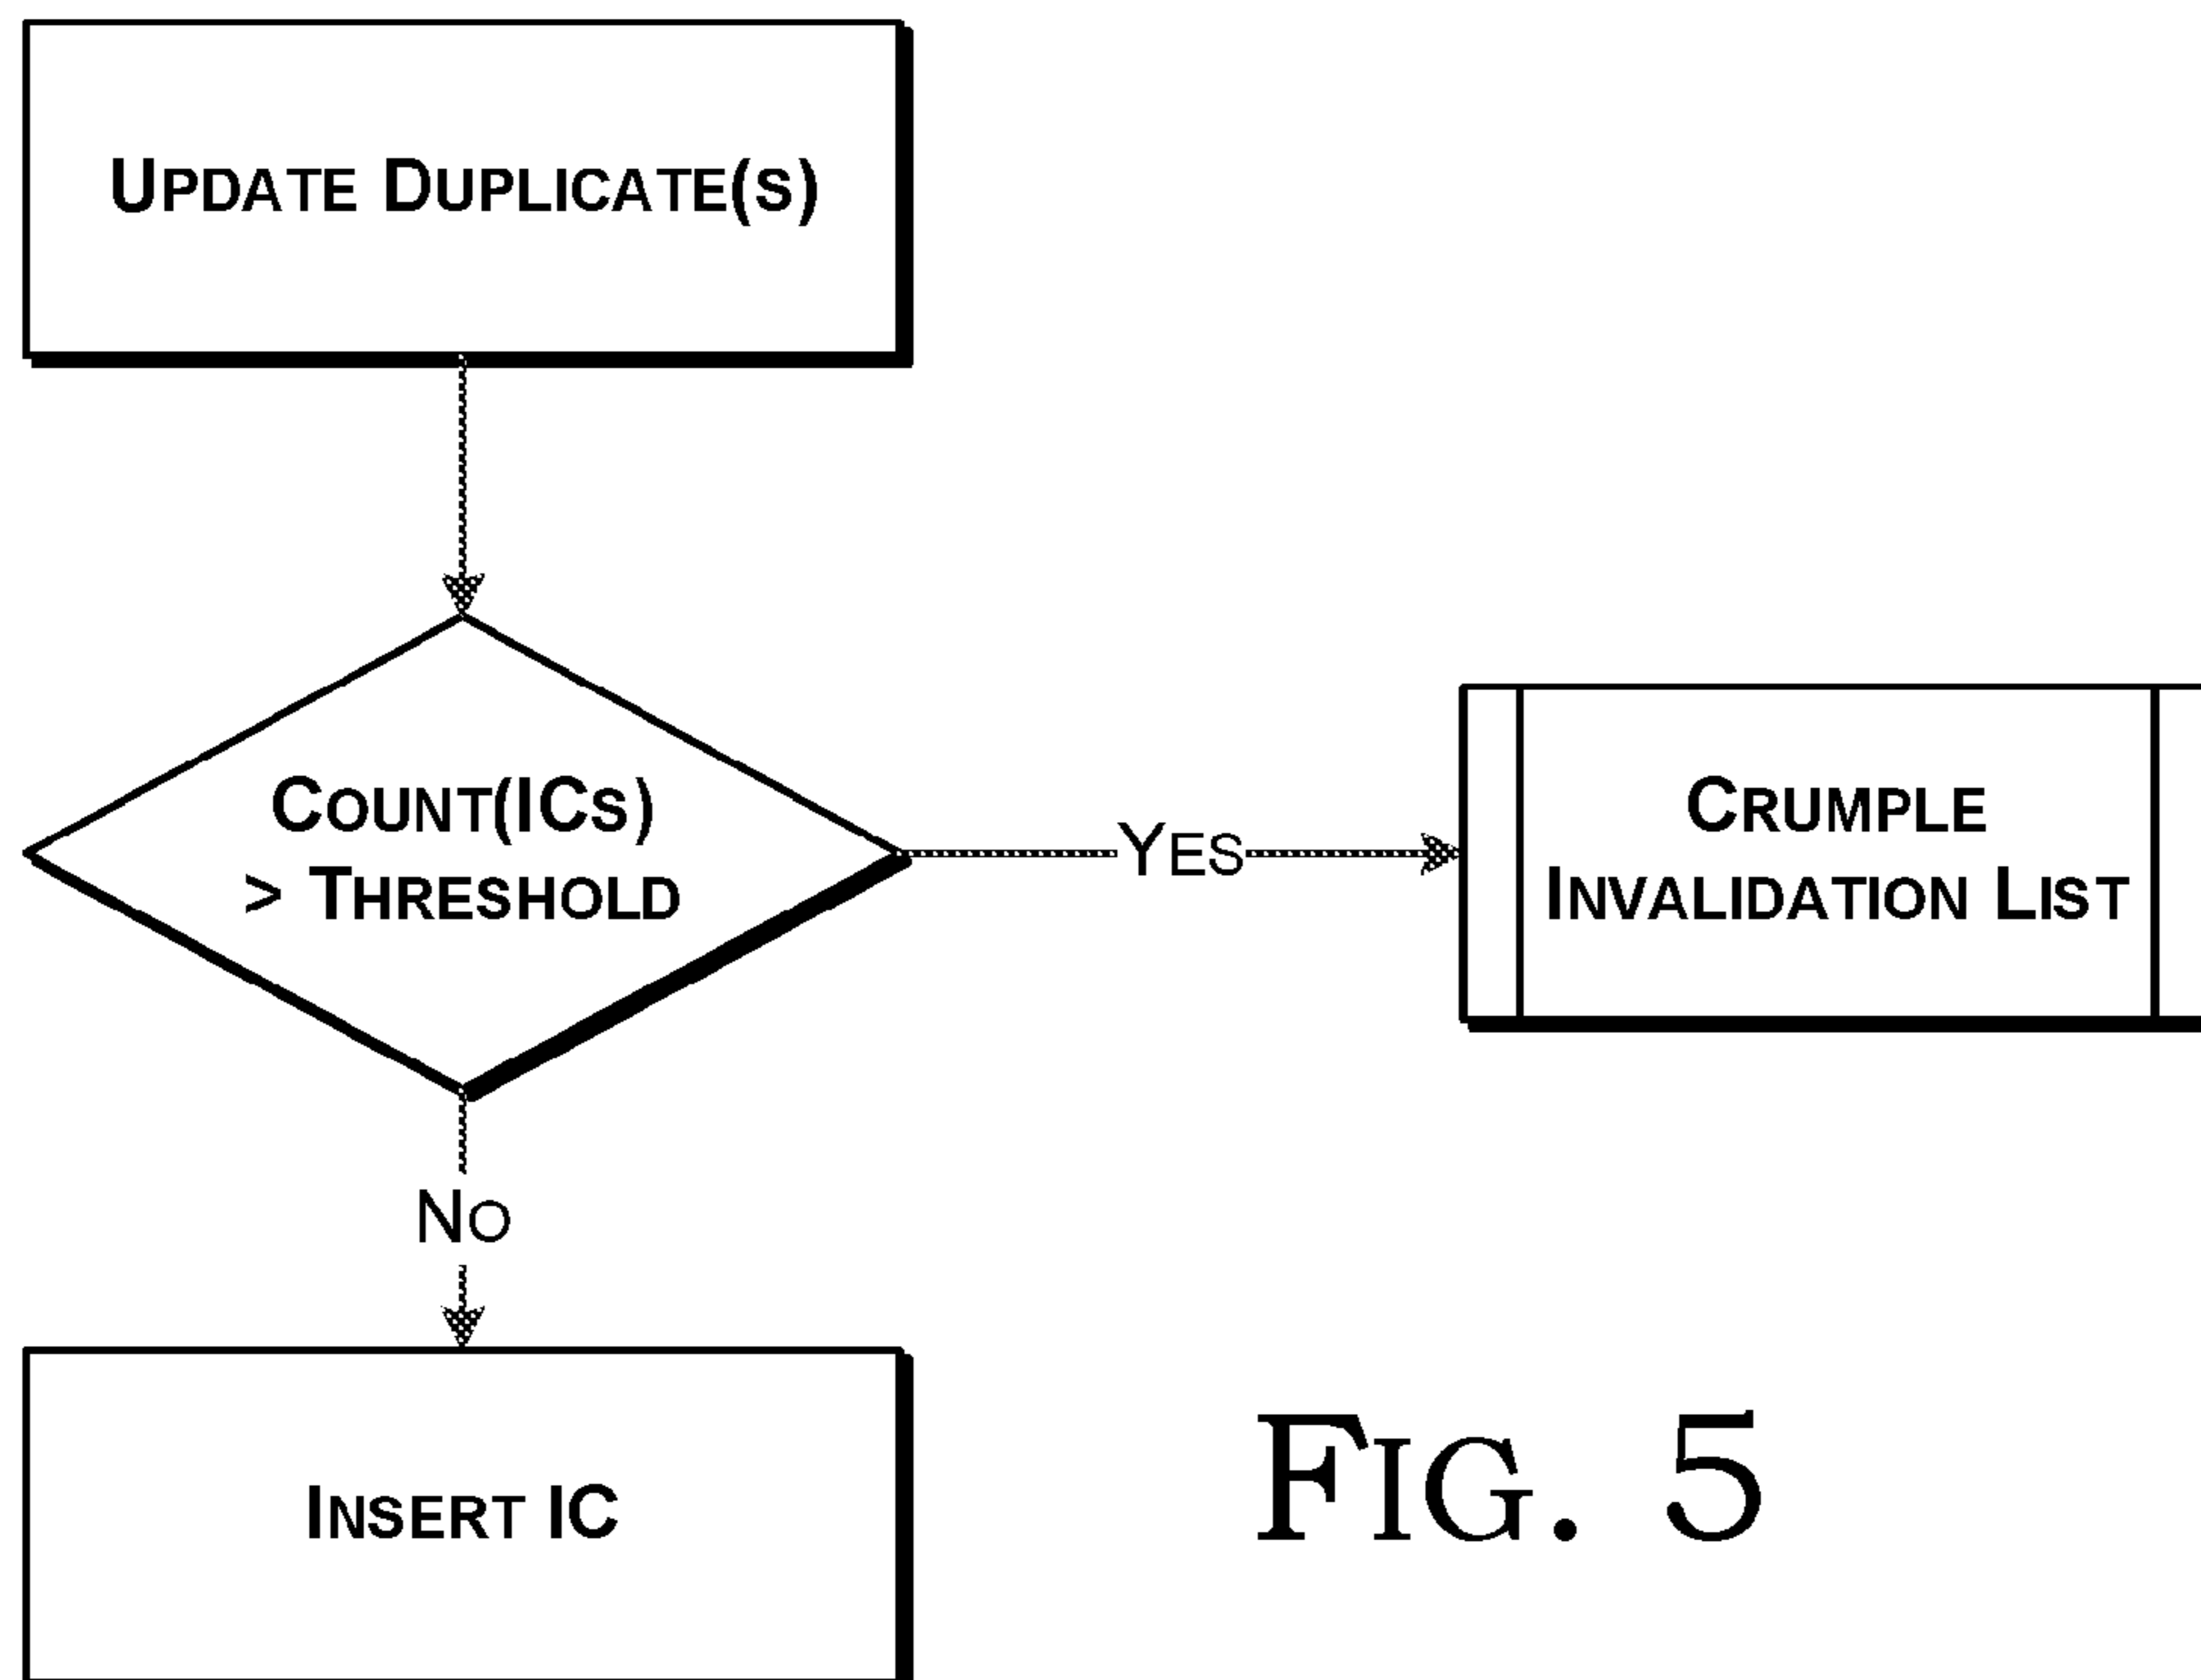 UPDATE DUPLICATE(S)
COUNT(ICS)
> THRESHOLD
YES
CRUMPLE
INVALIDATION LIST
NO
INSERT IC
FIG. 5